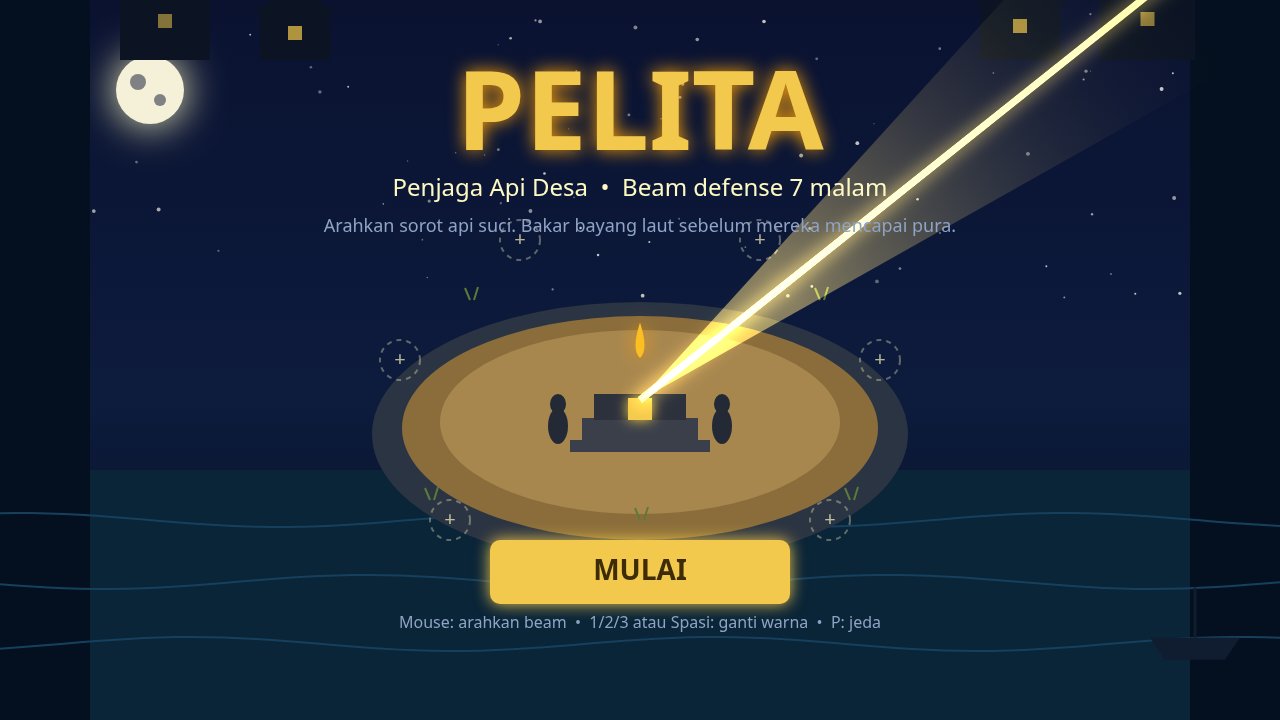 PELITA
Penjaga Api Desa • Beam defense 7 malam
Arahkan sorot api suci. Bakar bayang laut sebelum mereka mencapai pura.
+ +
+ +
+ +
MULAI
Mouse: arahkan beam • 1/2/3 atau Spasi: ganti warna • P: jeda